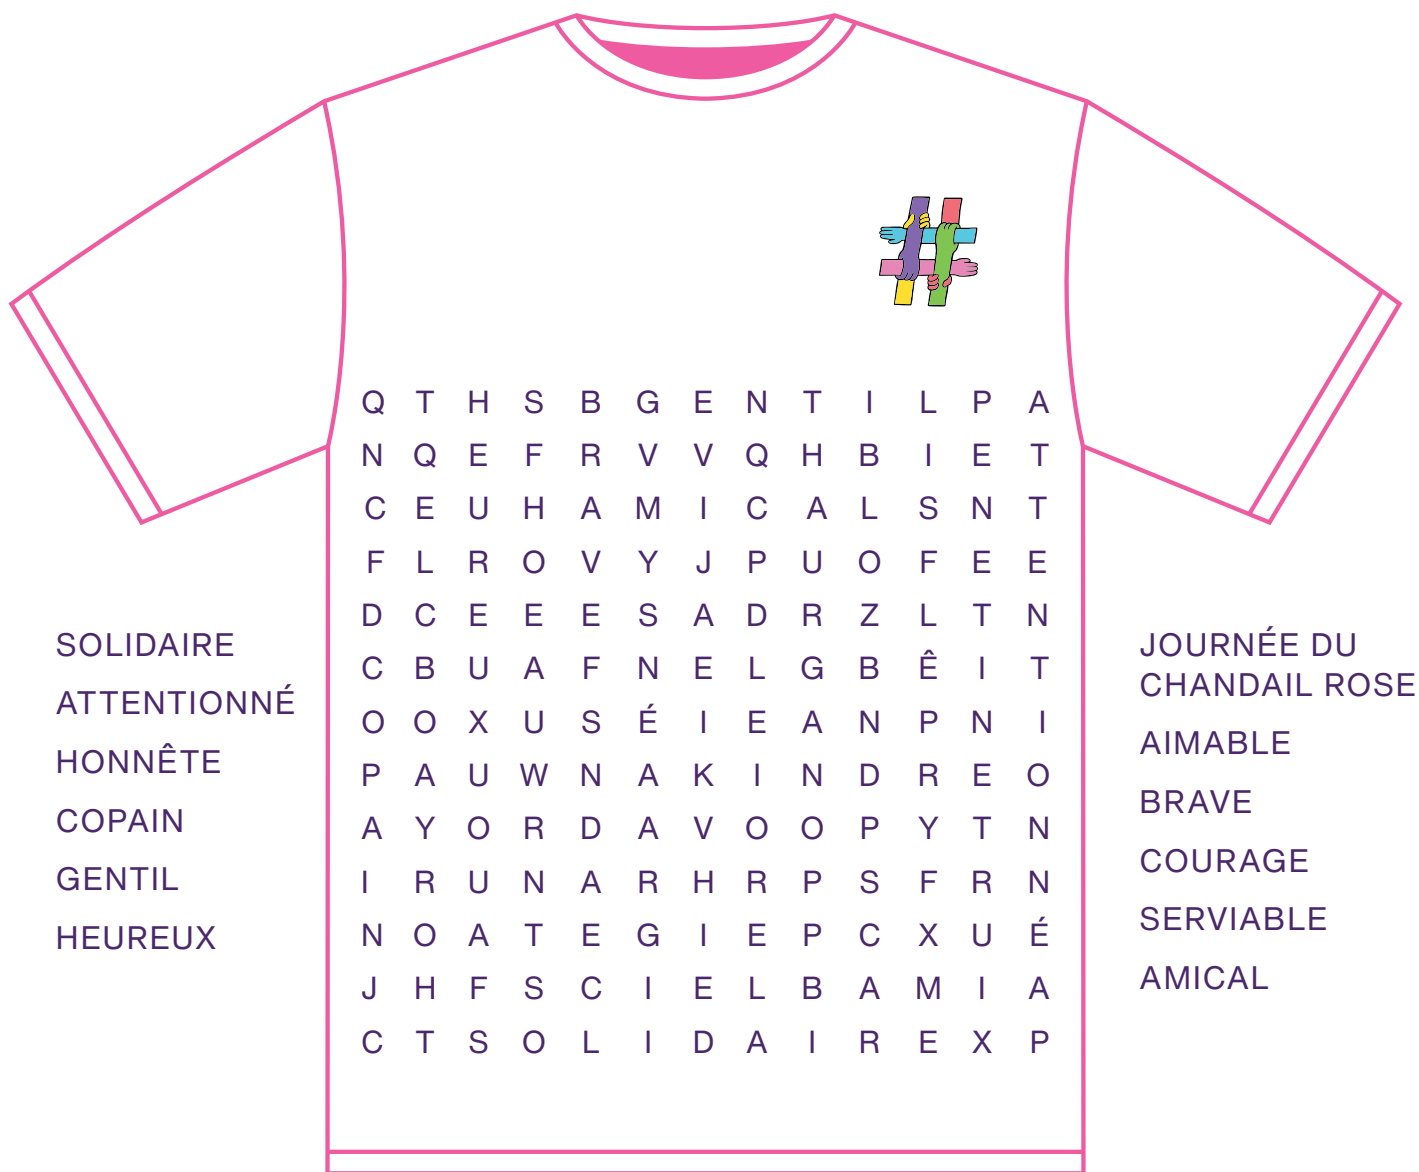 Q T H S B G E N T I L P A
N Q E F R V V Q H B I E T
C E U H A M I C A L S N T
F L R O V Y J P U O F E E
D C E E E S A D R Z L T N
C B U A F N E L G B Ê I T
O O X U S É I E A N P N I
P A U W N A K I N D R E O
A Y O R D A V O O P Y T N
I R U N A R H R P S F R N
N O A T E G I E P C X U É
J H F S C I E L B A M I A
C T S O L I D A I R E X P
SOLIDAIRE
ATTENTIONNÉ
HONNÊTE
COPAIN
GENTIL
HEUREUX
JOURNÉE DU
CHANDAIL ROSE
AIMABLE
BRAVE
COURAGE
SERVIABLE
AMICAL